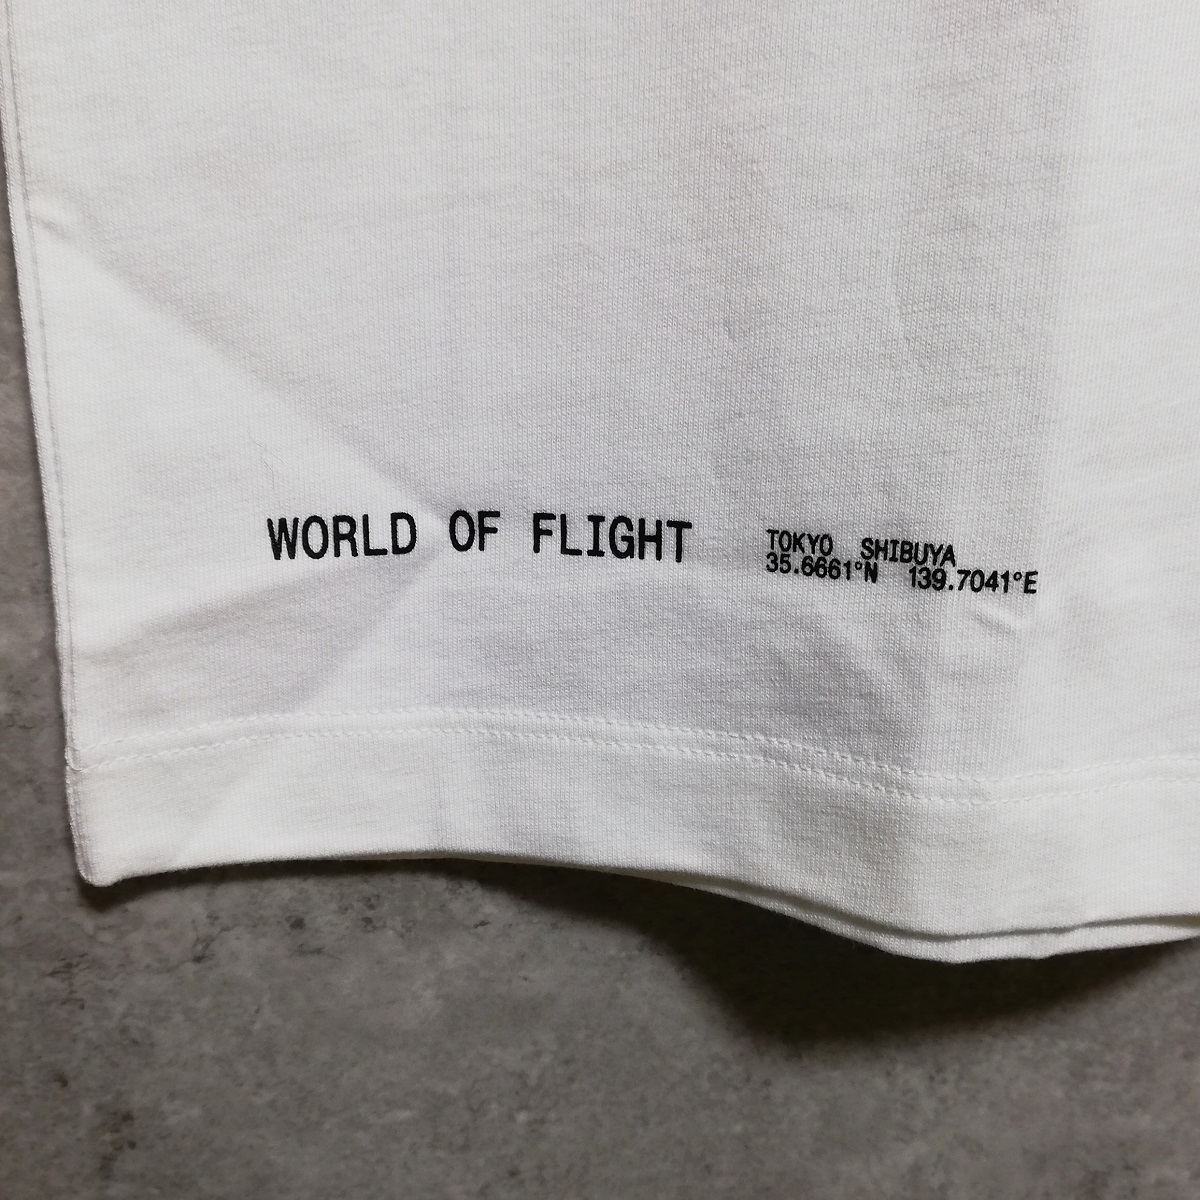 WORLD OF FLIGHT
TOKYO SHIBUYA
35.6661°N 139.7041°E